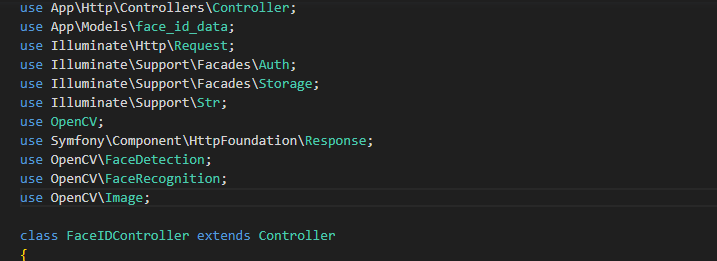 use App\Http\Controllers\Controller;
use App\Models\face_id_data;
use Illuminate\Http\Request;
use Illuminate\Support\Facades\Auth;
use Illuminate\Support\Facades\Storage;
use Illuminate\Support\Str;
use OpenCV;
use Symfony\Component\HttpFoundation\Response;
use OpenCV\FaceDetection;
use OpenCV\FaceRecognition;
use OpenCV\Image;
class FaceIDController extends Controller
{